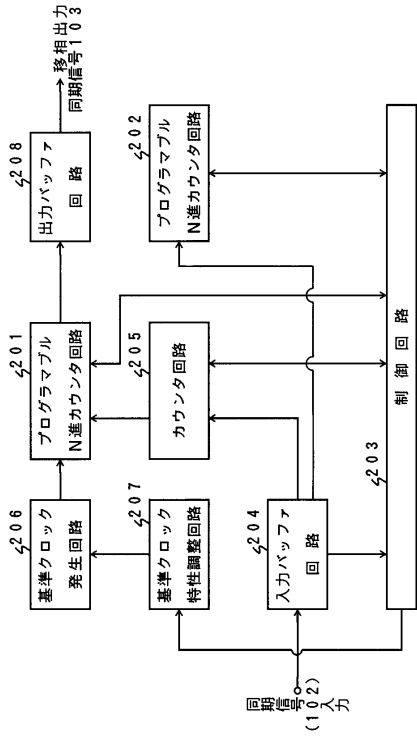 206
基準クロック
発生回路
201
プログラマブル
N進カウンタ回路
208
出力バッファ
回路
移相出力
同期信号103
207
基準クロック
特性調整回路
205
カウンタ回路
202
プログラマブル
N進カウンタ回路
204
入力バッファ
回路
同期
信号
(102)
入力
203
制御回路